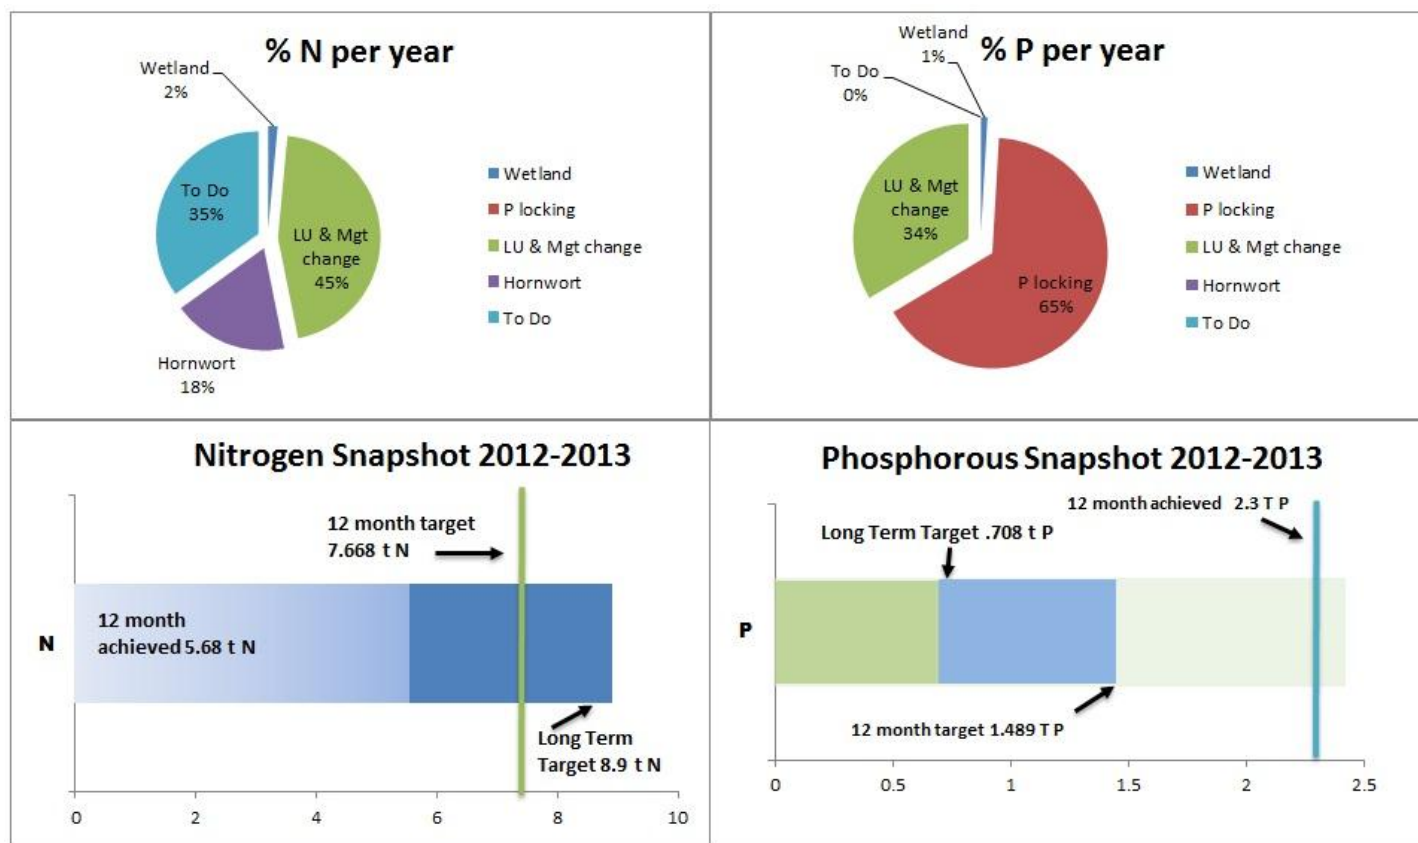 % N per year
Wetland
2%
To Do
35%
LU & Mgt
change
45%
Hornwort
18%
Wetland
P locking
LU & Mgt change
Hornwort
To Do
% P per year
Wetland
1%
To Do
0%
LU & Mgt
change
34%
P locking
65%
Wetland
P locking
LU & Mgt change
Hornwort
To Do
Nitrogen Snapshot 2012-2013
12 month target
7.668 t N
12 month
achieved 5.68 t N
N
Long Term
Target 8.9 t N
0 2 4 6 8 10
Phosphorous Snapshot 2012-2013
12 month achieved 2.3 T P
Long Term Target .708 t P
P
12 month target 1.489 T P
0 0.5 1 1.5 2 2.5